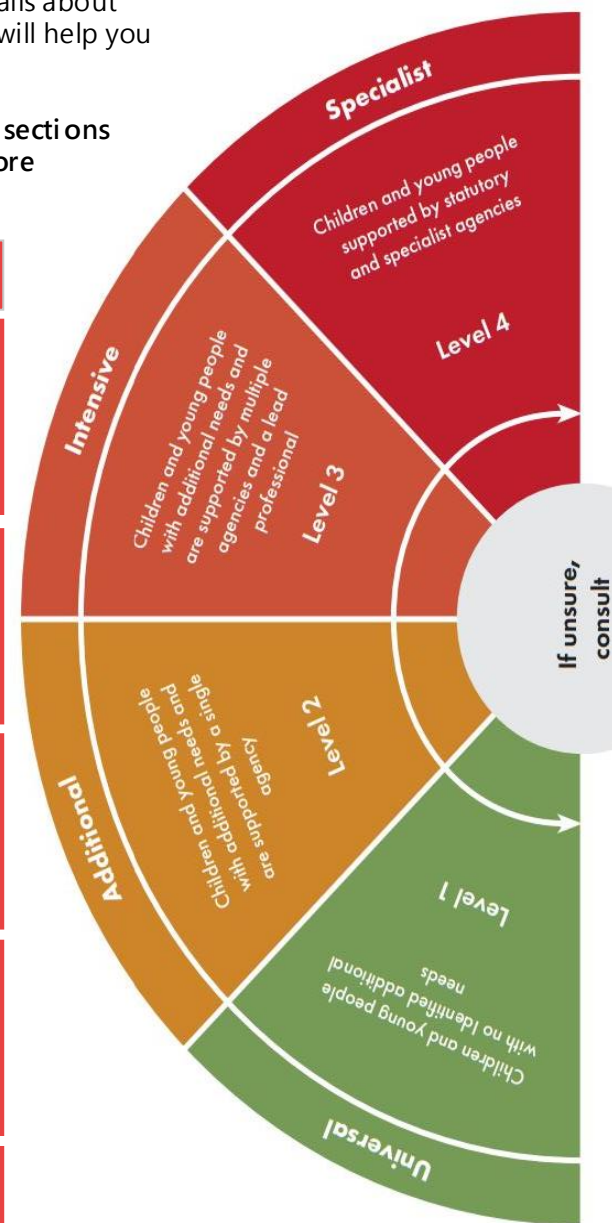 ails about
will help you
sections
ore
Specialist
Children and young people
supported by statutory
and specialist agencies
Level 4
Intensive
Children and young people
with additional needs and
are supported by multiple
agencies and a lead
professional
Level 3
Additional
Children and young people
with additional needs and
are supported by a single
agency
Level 2
Universal
Children and young people
with no Identified additional
needs
Level 1
If unsure,
consult